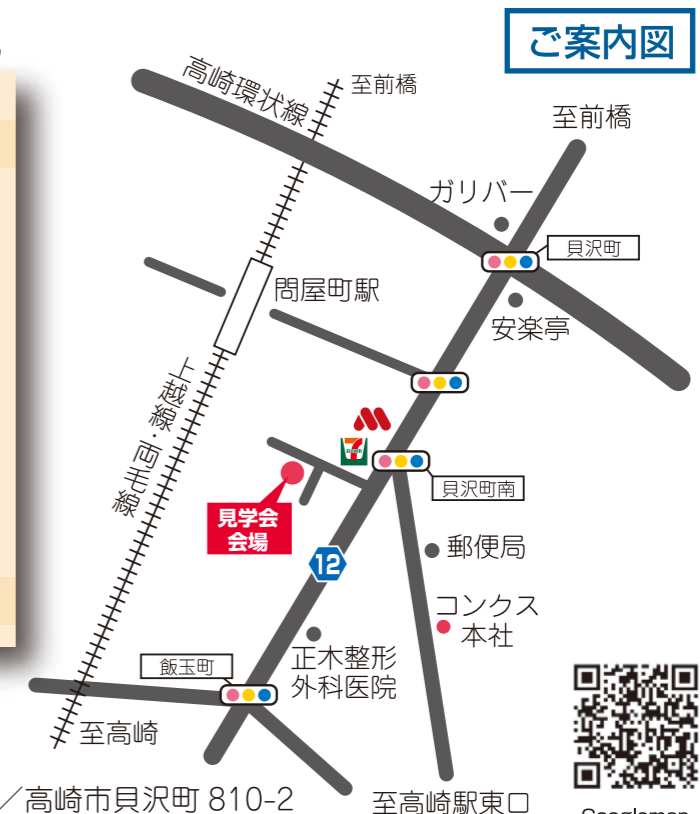 ご案内図
高崎環状線
至前橋
至前橋
ガリバー
貝沢町
問屋町駅
安楽亭
上越線・両毛線
貝沢町南
見学会
会場
12
郵便局
コンクス
本社
飯玉町
正木整形
外科医院
至高崎
／高崎市貝沢町 810-2
至高崎駅東口